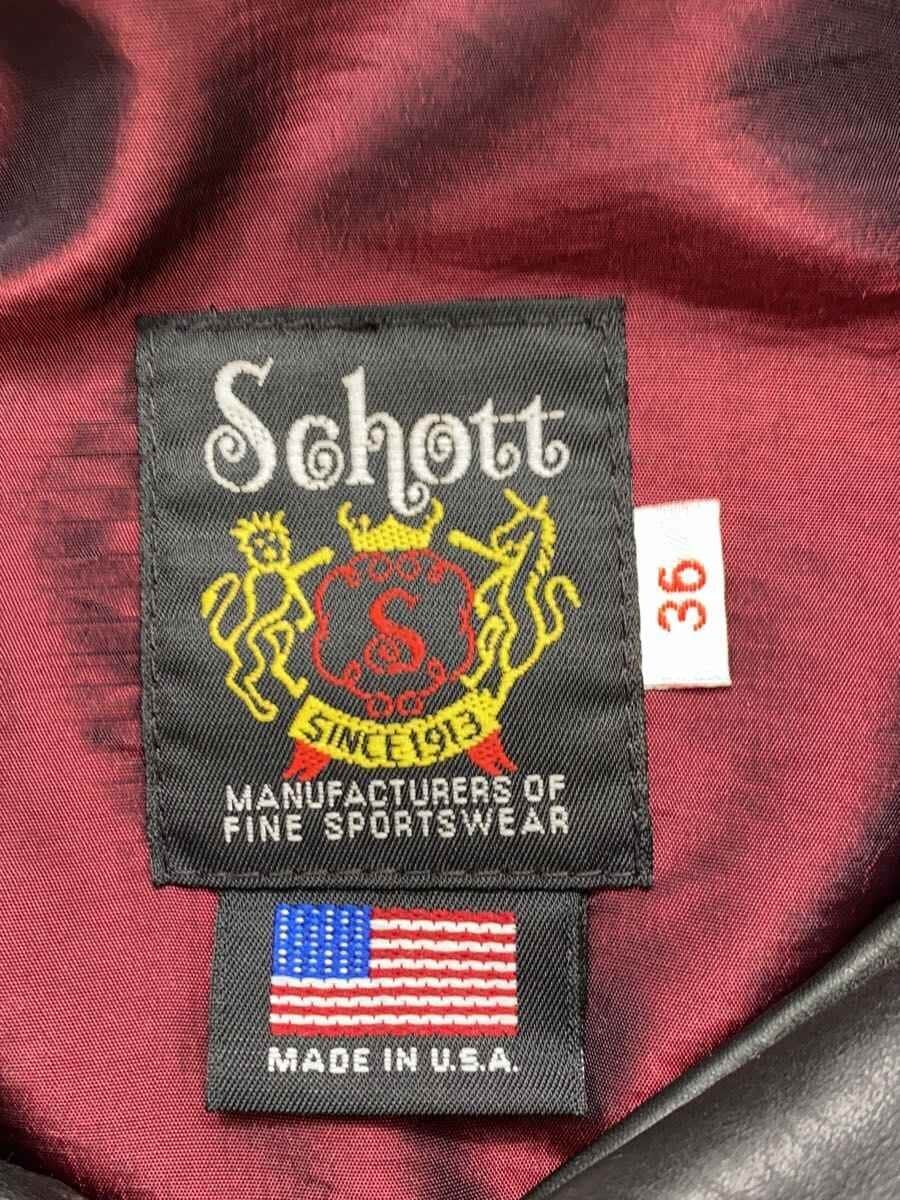 Schott
S
SINCE 1913
MANUFACTURERS OF
FINE SPORTSWEAR
36
MADE IN U.S.A.